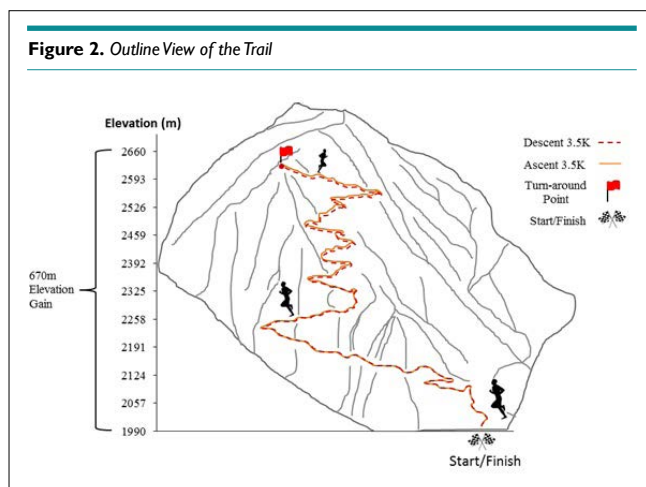 Figure 2. Outline View of the Trail
Elevation (m)
2660
2593
2526
2459
2392
2325
2258
2191
2124
2057
1990
670m
Elevation
Gain
Descent 3.5K
Ascent 3.5K
Turn-around
Point
Start/Finish
Start/Finish